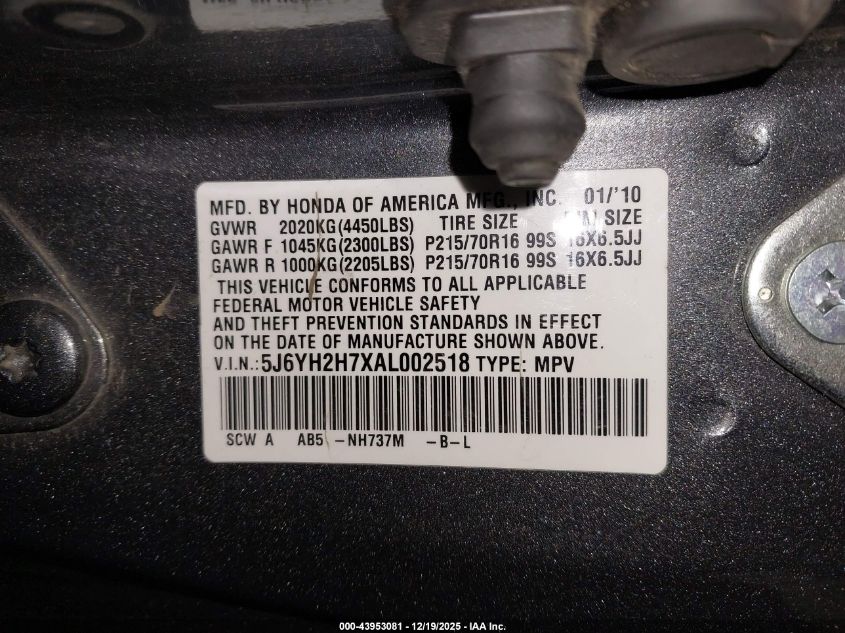 MFD. BY HONDA OF AMERICA MFG., INC. 01/'10
GVWR 2020KG(4450LBS) TIRE SIZE SIZE
GAWR F 1045KG(2300LBS) P215/70R16 99S 16X6.5JJ
GAWR R 1000KG(2205LBS) P215/70R16 99S 16X6.5JJ
THIS VEHICLE CONFORMS TO ALL APPLICABLE
FEDERAL MOTOR VEHICLE SAFETY
AND THEFT PREVENTION STANDARDS IN EFFECT
ON THE DATE OF MANUFACTURE SHOWN ABOVE.
V.I.N.: 5J6YH2H7XAL002518 TYPE: MPV
SCW A AB5 -NH737M -B-L
000-43953081 - 12/19/2025 - IAA Inc.